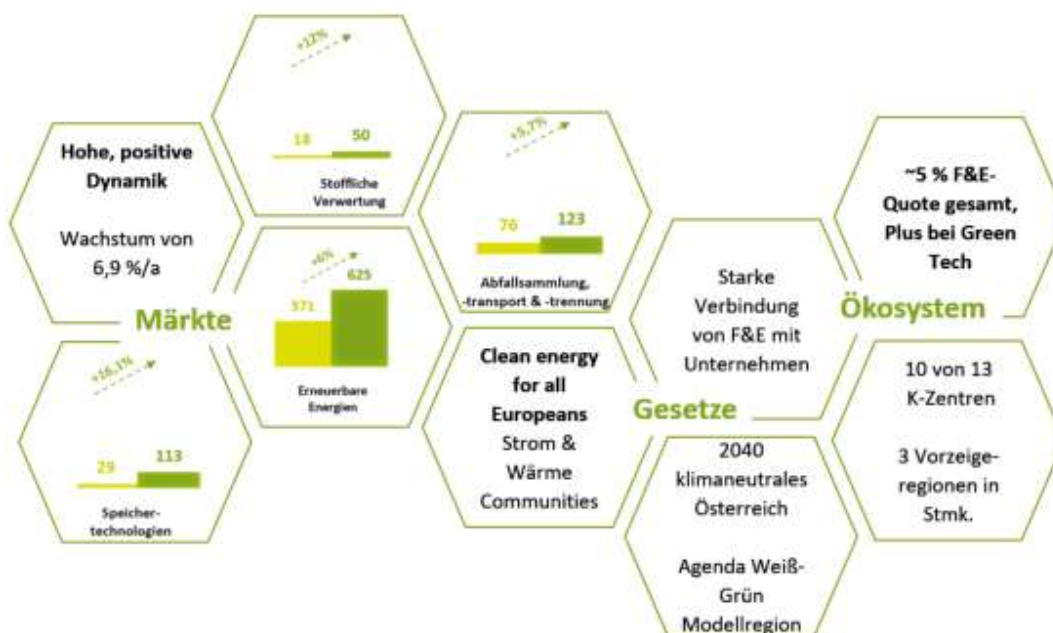 Hohe, positive
Dynamik
Wachstum von
6,9 %/a
Märkte
+12%
18
50
Stoffliche
Verwertung
+6%
371
625
Erneuerbare
Energien
+16,1%
29
113
Speicher-
technologien
+5,7%
76
123
Abfallsammlung,
-transport & -trennung
Clean energy
for all
Europeans
Strom &
Wärme
Communities
Gesetze
2040
klimaneutrales
Österreich
Agenda Weiß-
Grün
Modellregion
Starke
Verbindung
von F&E mit
Unternehmen
Ökosystem
~5 % F&E-
Quote gesamt,
Plus bei Green
Tech
10 von 13
K-Zentren
3 Vorzeige-
regionen in
Stmk.